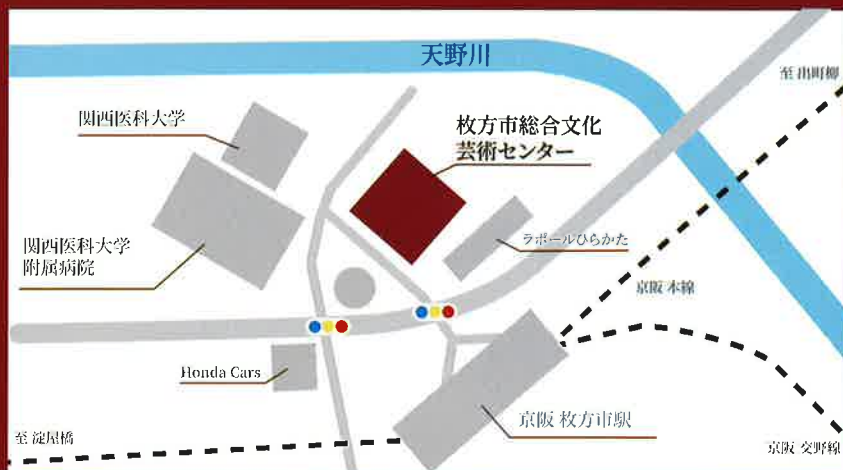 天野川
至 出町柳
関西医科大学
枚方市総合文化
芸術センター
関西医科大学
附属病院
ラポールひらかた
京阪 本線
Honda Cars
京阪 枚方市駅
至 淀屋橋
京阪 交野線